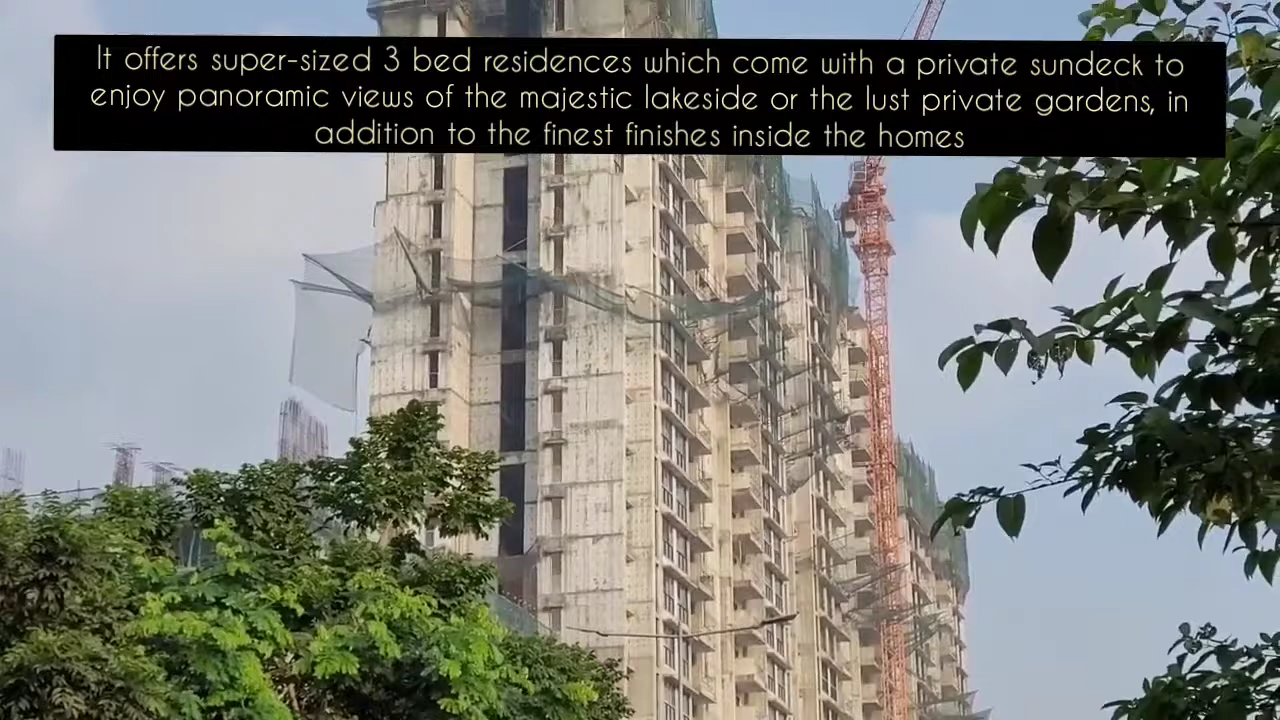 It offers super-sized 3 bed residences which come with a private sundeck to
enjoy panoramic views of the majestic lakeside or the lust private gardens, in
addition to the finest finishes inside the homes